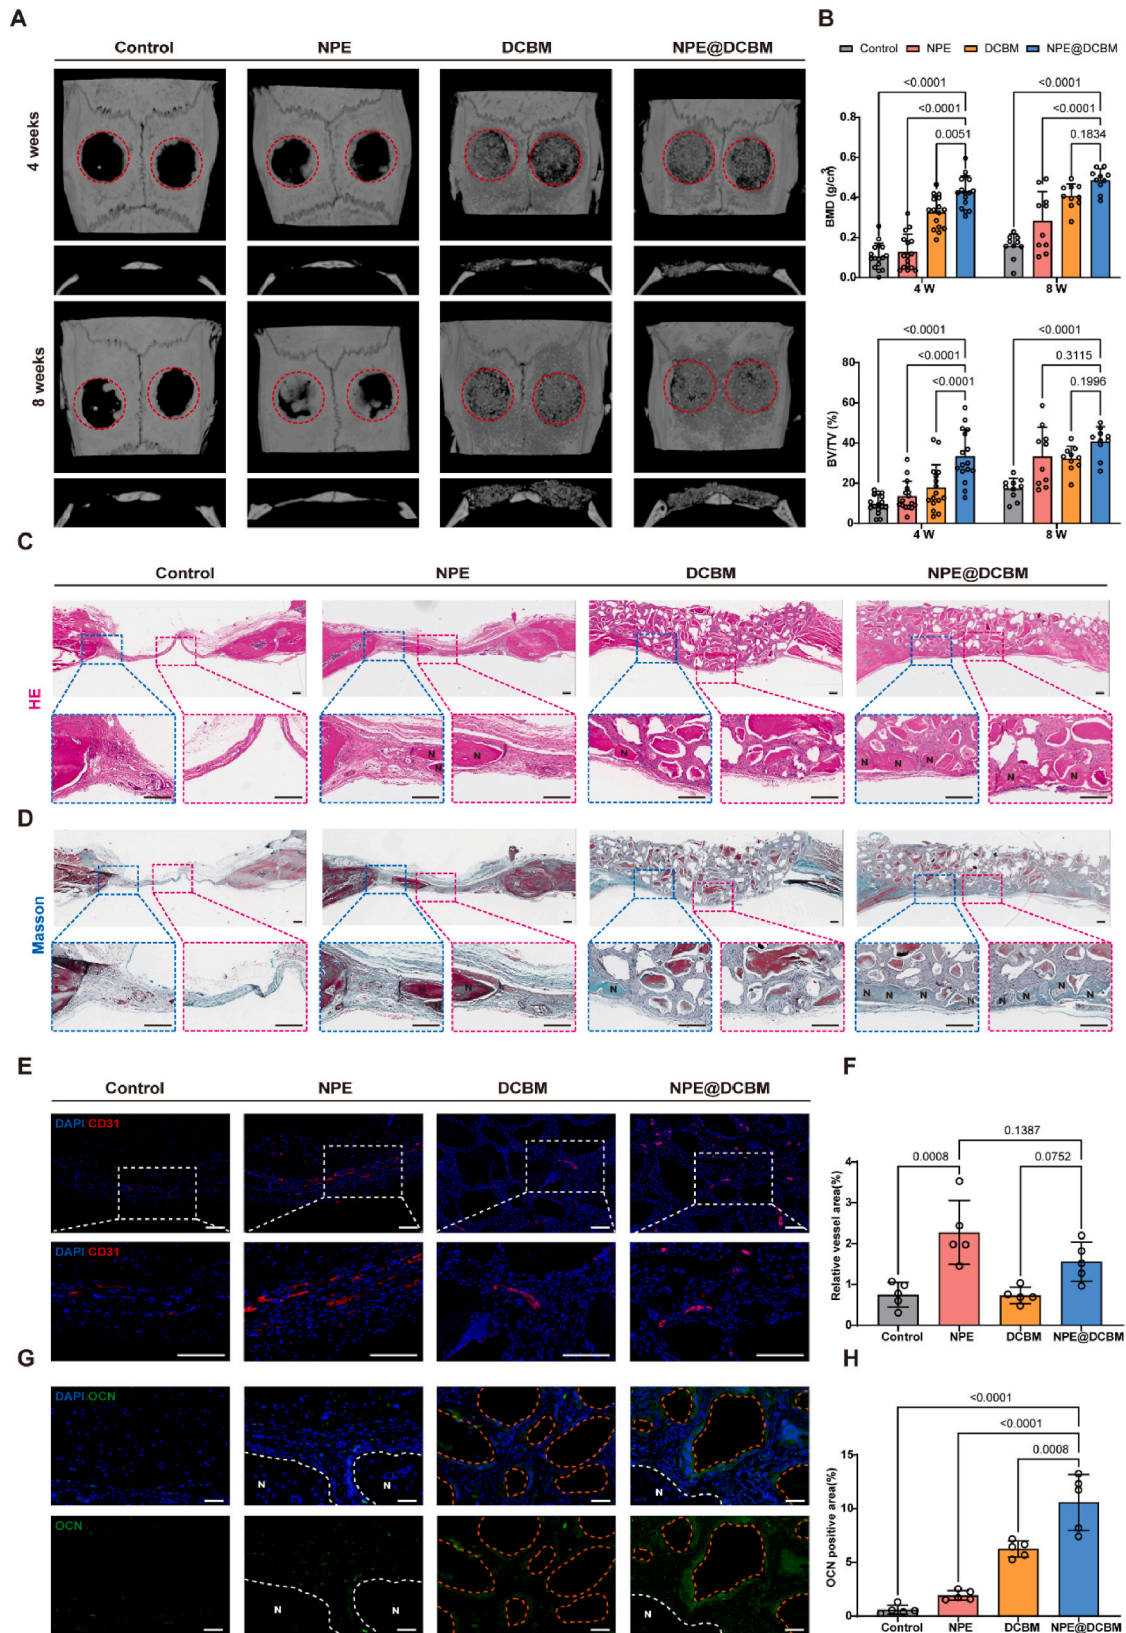 A
Control NPE DCBM NPE@DCBM
4 weeks
8 weeks
B
Control NPE DCBM NPE@DCBM
<0.0001 <0.0001
<0.0001 <0.0001
0.0051 0.1834
BMD (g/cm³)
0.8
0.6
0.4
0.2
0.0
4 W 8 W
<0.0001 <0.0001
<0.0001 0.3115
<0.0001 0.1996
BV/TV (%)
80
60
40
20
0
4 W 8 W
C
Control NPE DCBM NPE@DCBM
HE
N N N N N N N N N
D
Masson
N N N N N N N N N N
E
Control NPE DCBM NPE@DCBM
DAPI CD31
DAPI CD31
F
0.1387
0.0008 0.0752
Relative vessel area(%)
4
3
2
1
0
Control NPE DCBM NPE@DCBM
G
DAPI OCN
N N N
OCN
N N N
H
<0.0001
<0.0001
0.0008
OCN positive area(%)
15
10
5
0
Control NPE DCBM NPE@DCBM